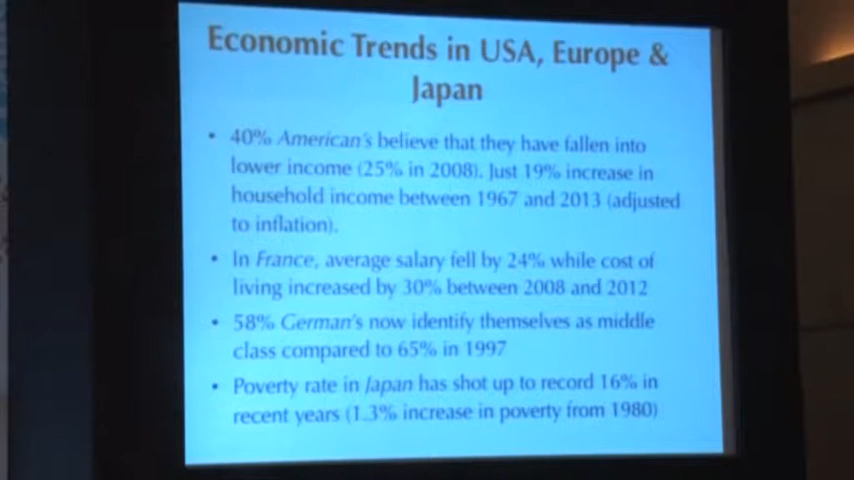 Economic Trends in USA, Europe &
Japan
• 40% American's believe that they have fallen into
lower income (25% in 2008). Just 19% increase in
household income between 1967 and 2013 (adjusted
to inflation).
• In France, average salary fell by 24% while cost of
living increased by 30% between 2008 and 2012
• 58% German's now identify themselves as middle
class compared to 65% in 1997
• Poverty rate in Japan has shot up to record 16% in
recent years (1.3% increase in poverty from 1980)